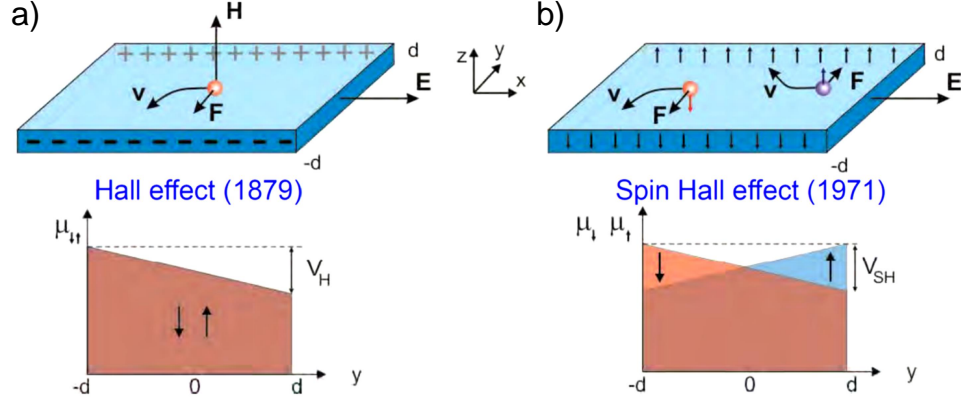 a)
H
d
E
v
F
-d
z
y
x
Hall effect (1879)
b)
d
E
v
F
v
F
-d
Spin Hall effect (1971)
μ↓↑
V_H
-d
0
d
y
μ↓ μ↑
V_SH
-d
0
d
y